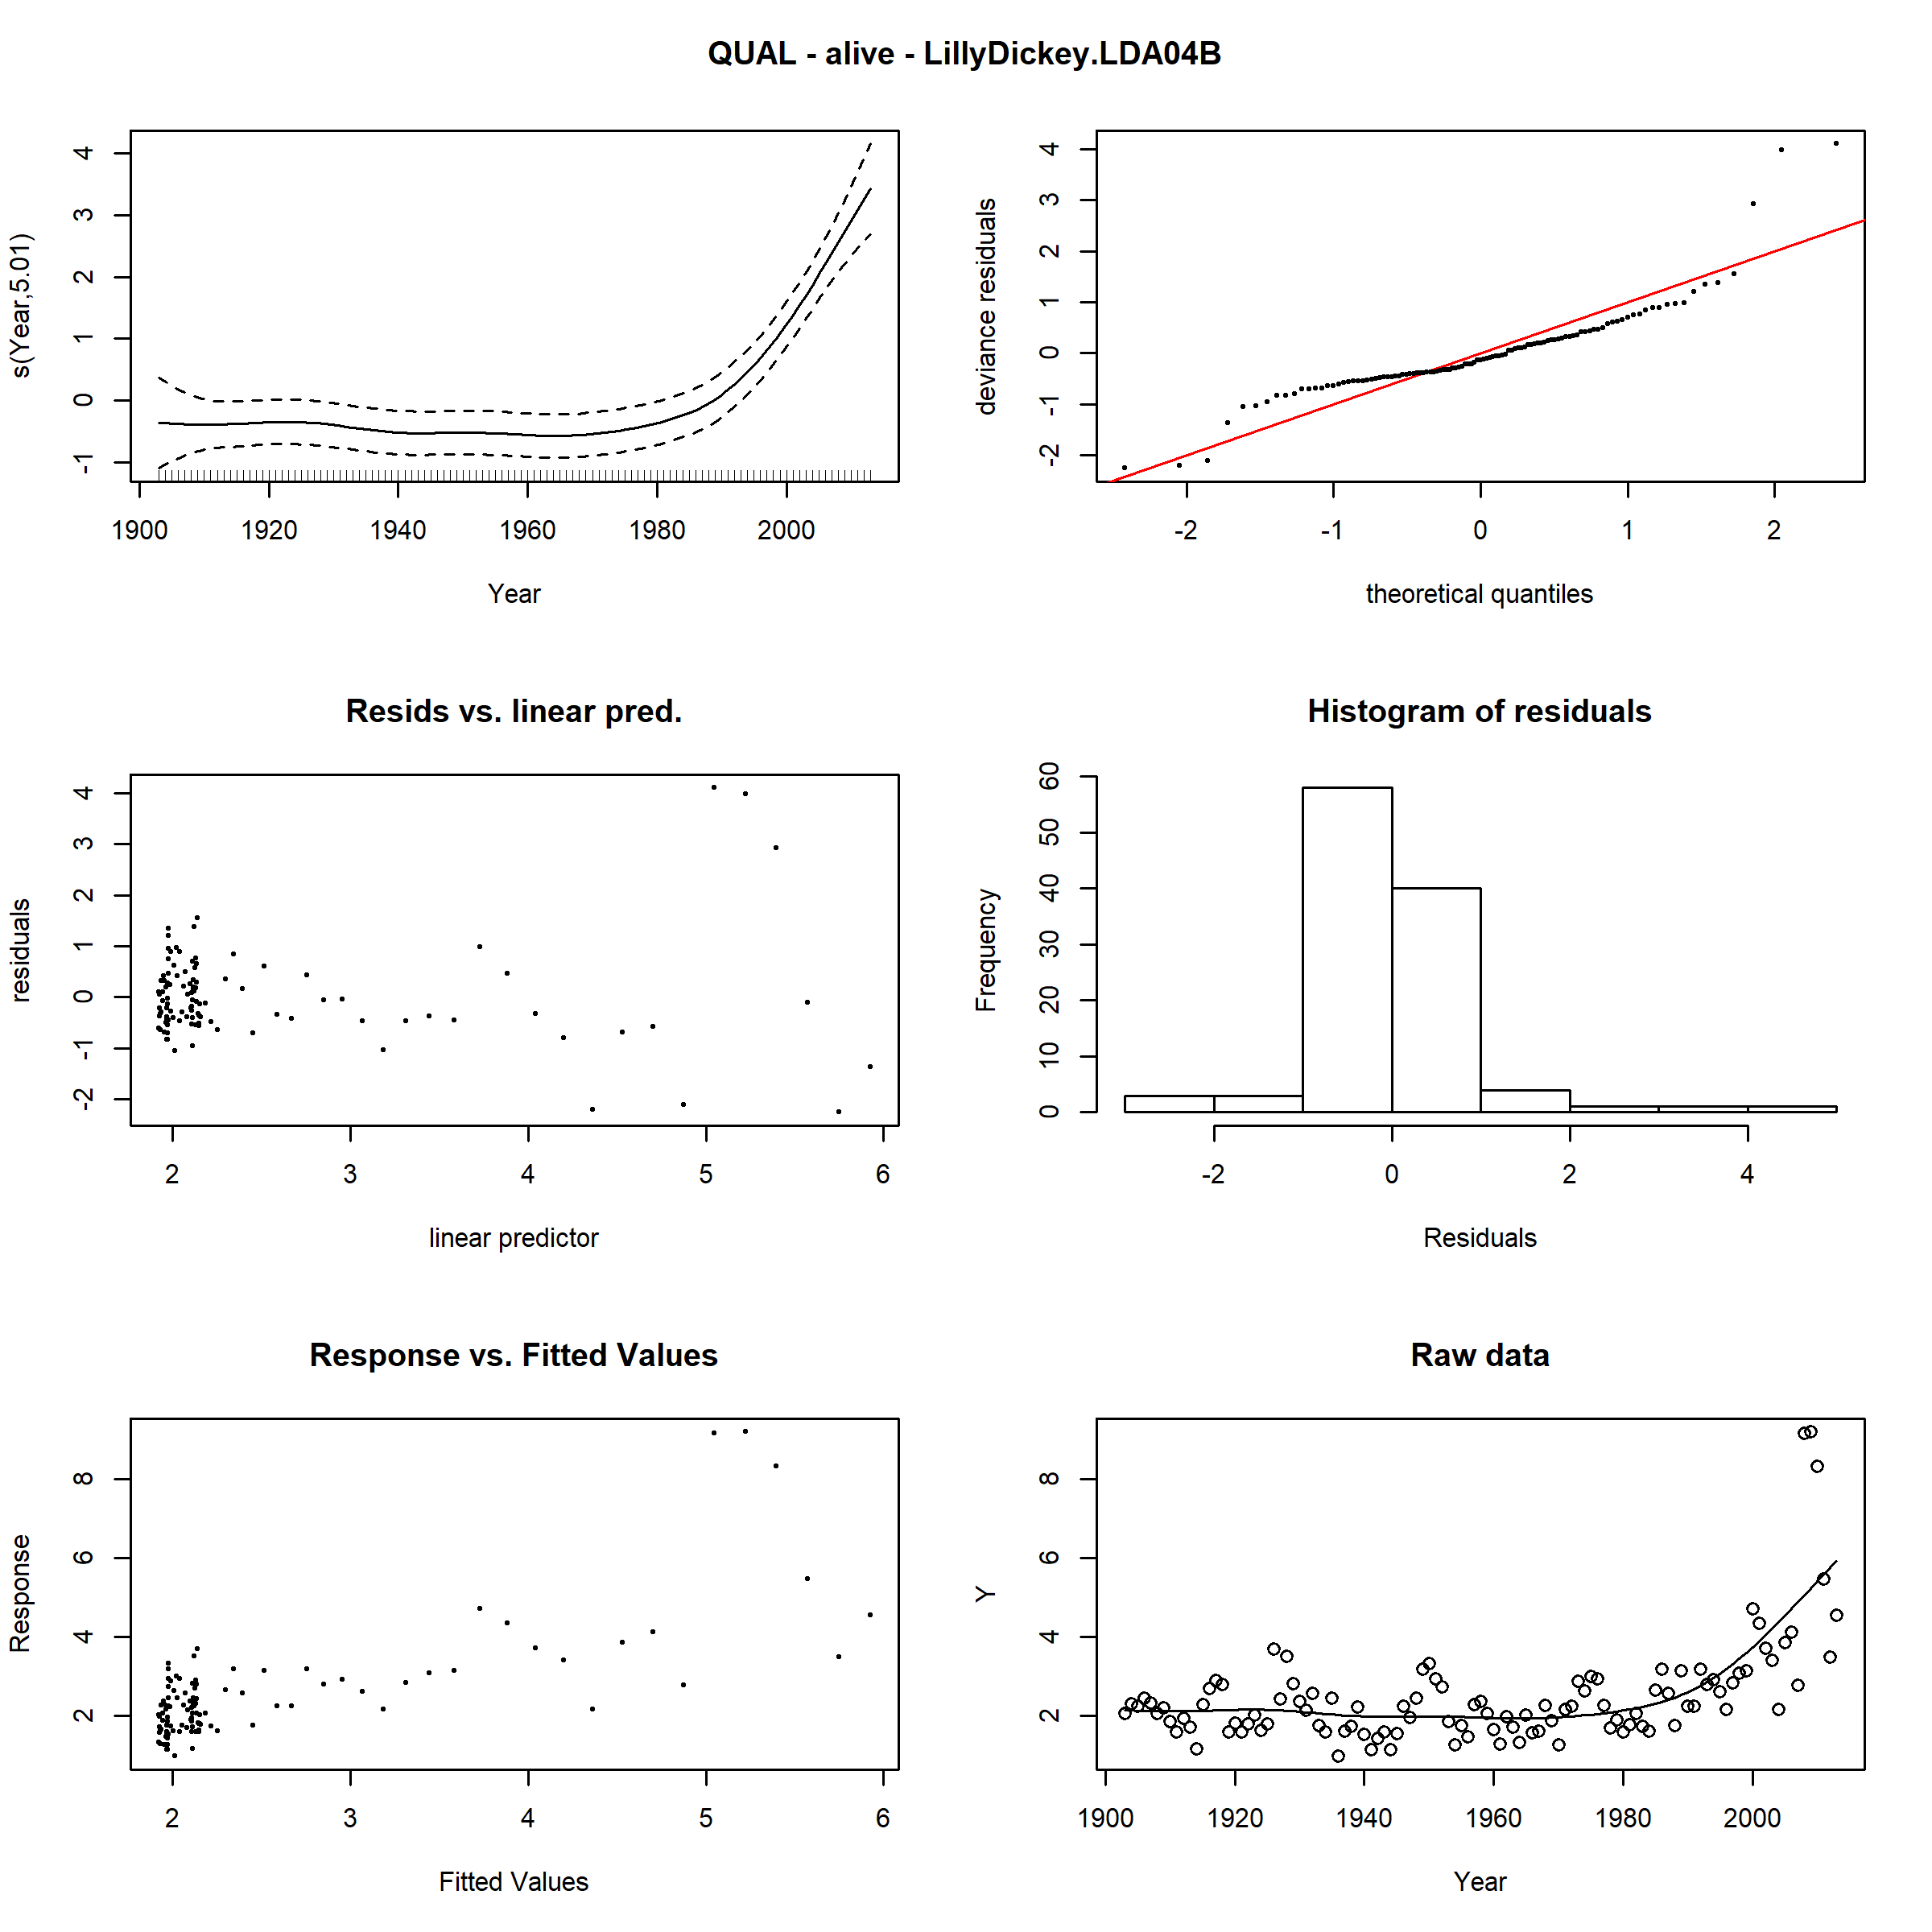 QUAL - alive - LillyDickey.LDA04B
s(Year,5.01)
4
3
2
1
0
-1
1900 1920 1940 1960 1980 2000
Year
deviance residuals
4
3
2
1
0
-1
-2
-2 -1 0 1 2
theoretical quantiles
Resids vs. linear pred.
residuals
4
3
2
1
0
-1
-2
2 3 4 5 6
linear predictor
Histogram of residuals
Frequency
60
50
40
30
20
10
0
-2 0 2 4
Residuals
Response vs. Fitted Values
Response
8
6
4
2
2 3 4 5 6
Fitted Values
Raw data
Y
8
6
4
2
1900 1920 1940 1960 1980 2000
Year